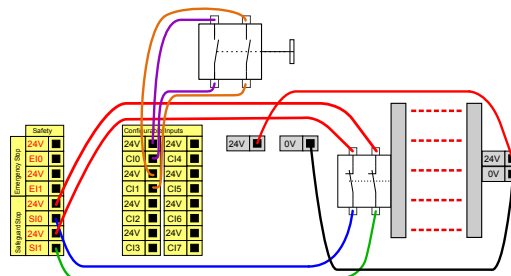 Safety
Emergency Stop
24V
EI0
24V
EI1
Safeguard Stop
24V
SI0
24V
SI1
Configurable Inputs
24V 24V
CI0 CI4
24V 24V
CI1 CI5
24V 24V
CI2 CI6
24V 24V
CI3 CI7
24V 0V
24V
0V